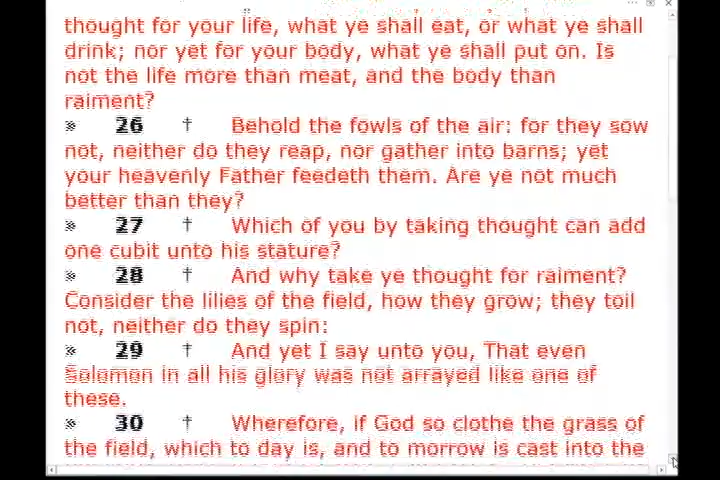 thought for your life, what ye shall eat, or what ye shall
drink; nor yet for your body, what ye shall put on. Is
not the life more than meat, and the body than
raiment?
» 26 † Behold the fowls of the air: for they sow
not, neither do they reap, nor gather into barns; yet
your heavenly Father feedeth them. Are ye not much
better than they?
» 27 † Which of you by taking thought can add
one cubit unto his stature?
» 28 † And why take ye thought for raiment?
Consider the lilies of the field, how they grow; they toil
not, neither do they spin:
» 29 † And yet I say unto you, That even
Solomon in all his glory was not arrayed like one of
these.
» 30 † Wherefore, if God so clothe the grass of
the field, which to day is, and to morrow is cast into the